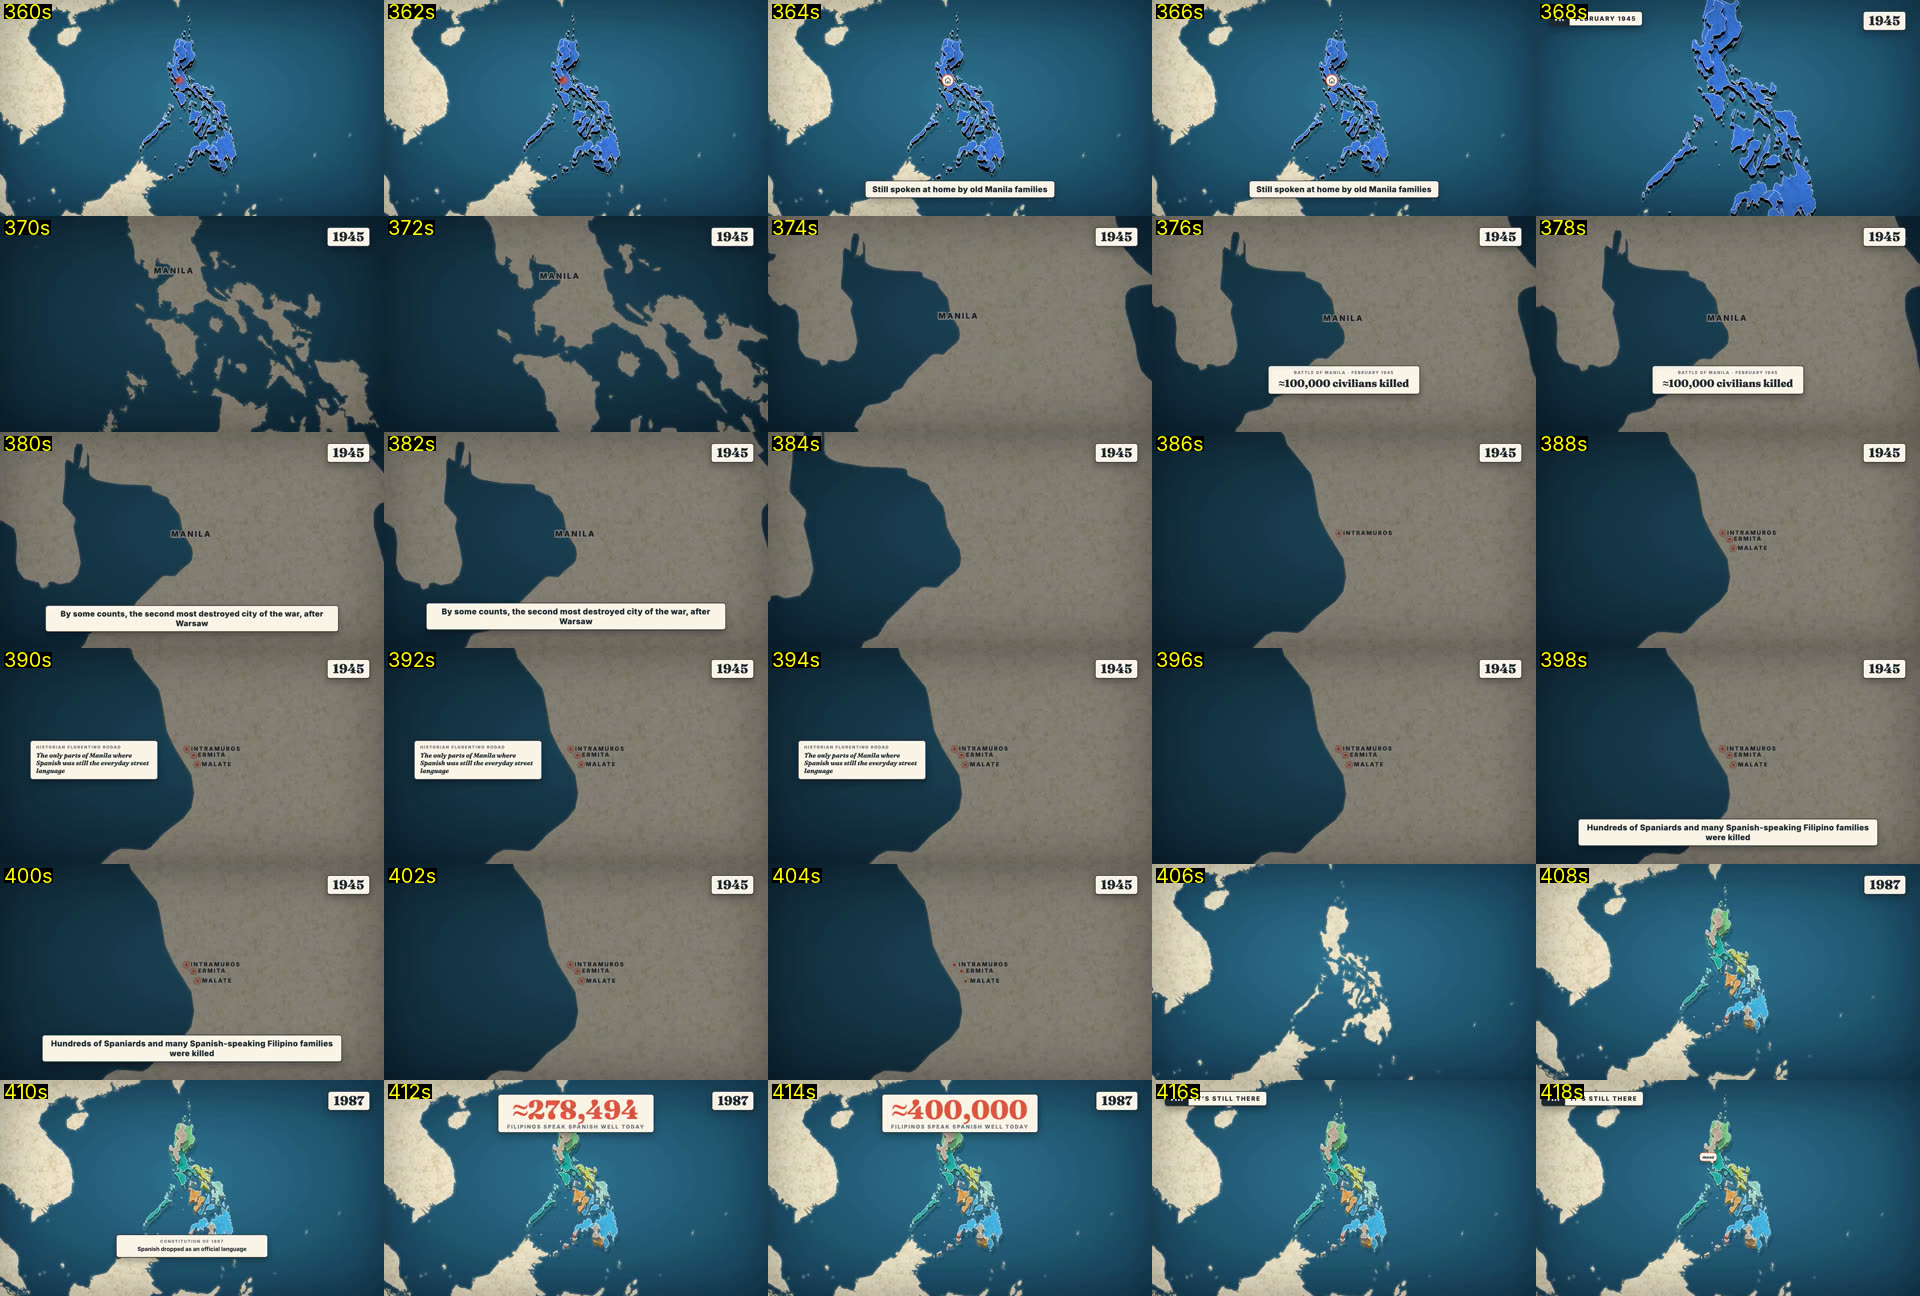 360s
362s
364s
Still spoken at home by old Manila families
366s
Still spoken at home by old Manila families
368s
1945
370s
1945
MANILA
372s
1945
MANILA
374s
1945
MANILA
376s
1945
MANILA
BATTLE OF MANILA · FEBRUARY 1945
≈100,000 civilians killed
378s
1945
MANILA
BATTLE OF MANILA · FEBRUARY 1945
≈100,000 civilians killed
380s
1945
MANILA
By some counts, the second most destroyed city of the war, after
Warsaw
382s
1945
MANILA
By some counts, the second most destroyed city of the war, after
Warsaw
384s
1945
386s
1945
INTRAMUROS
388s
1945
INTRAMUROS
ERMITA
MALATE
390s
1945
HISTORIAN FLORENTINO RODAO
The only parts of Manila where
Spanish was still the everyday street
language
INTRAMUROS
ERMITA
MALATE
392s
1945
HISTORIAN FLORENTINO RODAO
The only parts of Manila where
Spanish was still the everyday street
language
INTRAMUROS
ERMITA
MALATE
394s
1945
HISTORIAN FLORENTINO RODAO
The only parts of Manila where
Spanish was still the everyday street
language
INTRAMUROS
ERMITA
MALATE
396s
1945
INTRAMUROS
ERMITA
MALATE
398s
1945
INTRAMUROS
ERMITA
MALATE
Hundreds of Spaniards and many Spanish-speaking Filipino families
were killed
400s
1945
INTRAMUROS
ERMITA
MALATE
Hundreds of Spaniards and many Spanish-speaking Filipino families
were killed
402s
1945
INTRAMUROS
ERMITA
MALATE
404s
1945
INTRAMUROS
ERMITA
MALATE
406s
408s
1987
410s
1987
CONSTITUTION OF 1987
Spanish dropped as an official language
412s
1987
≈278,494
FILIPINOS SPEAK SPANISH WELL TODAY
414s
1987
≈400,000
FILIPINOS SPEAK SPANISH WELL TODAY
416s
STILL THERE
418s
STILL THERE